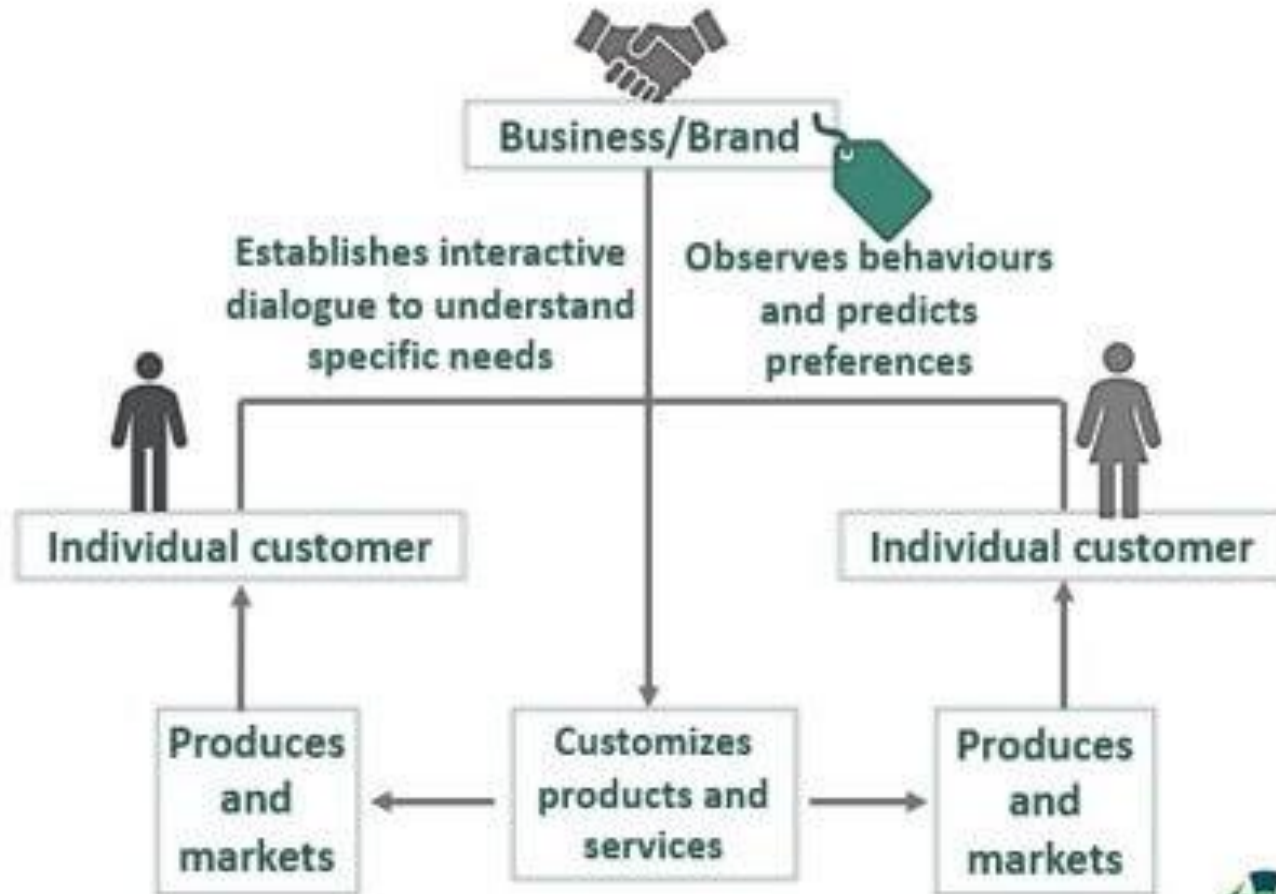 Business/Brand
Establishes interactive
dialogue to understand
specific needs
Observes behaviours
and predicts
preferences
Individual customer
Individual customer
Produces
and
markets
Customizes
products and
services
Produces
and
markets